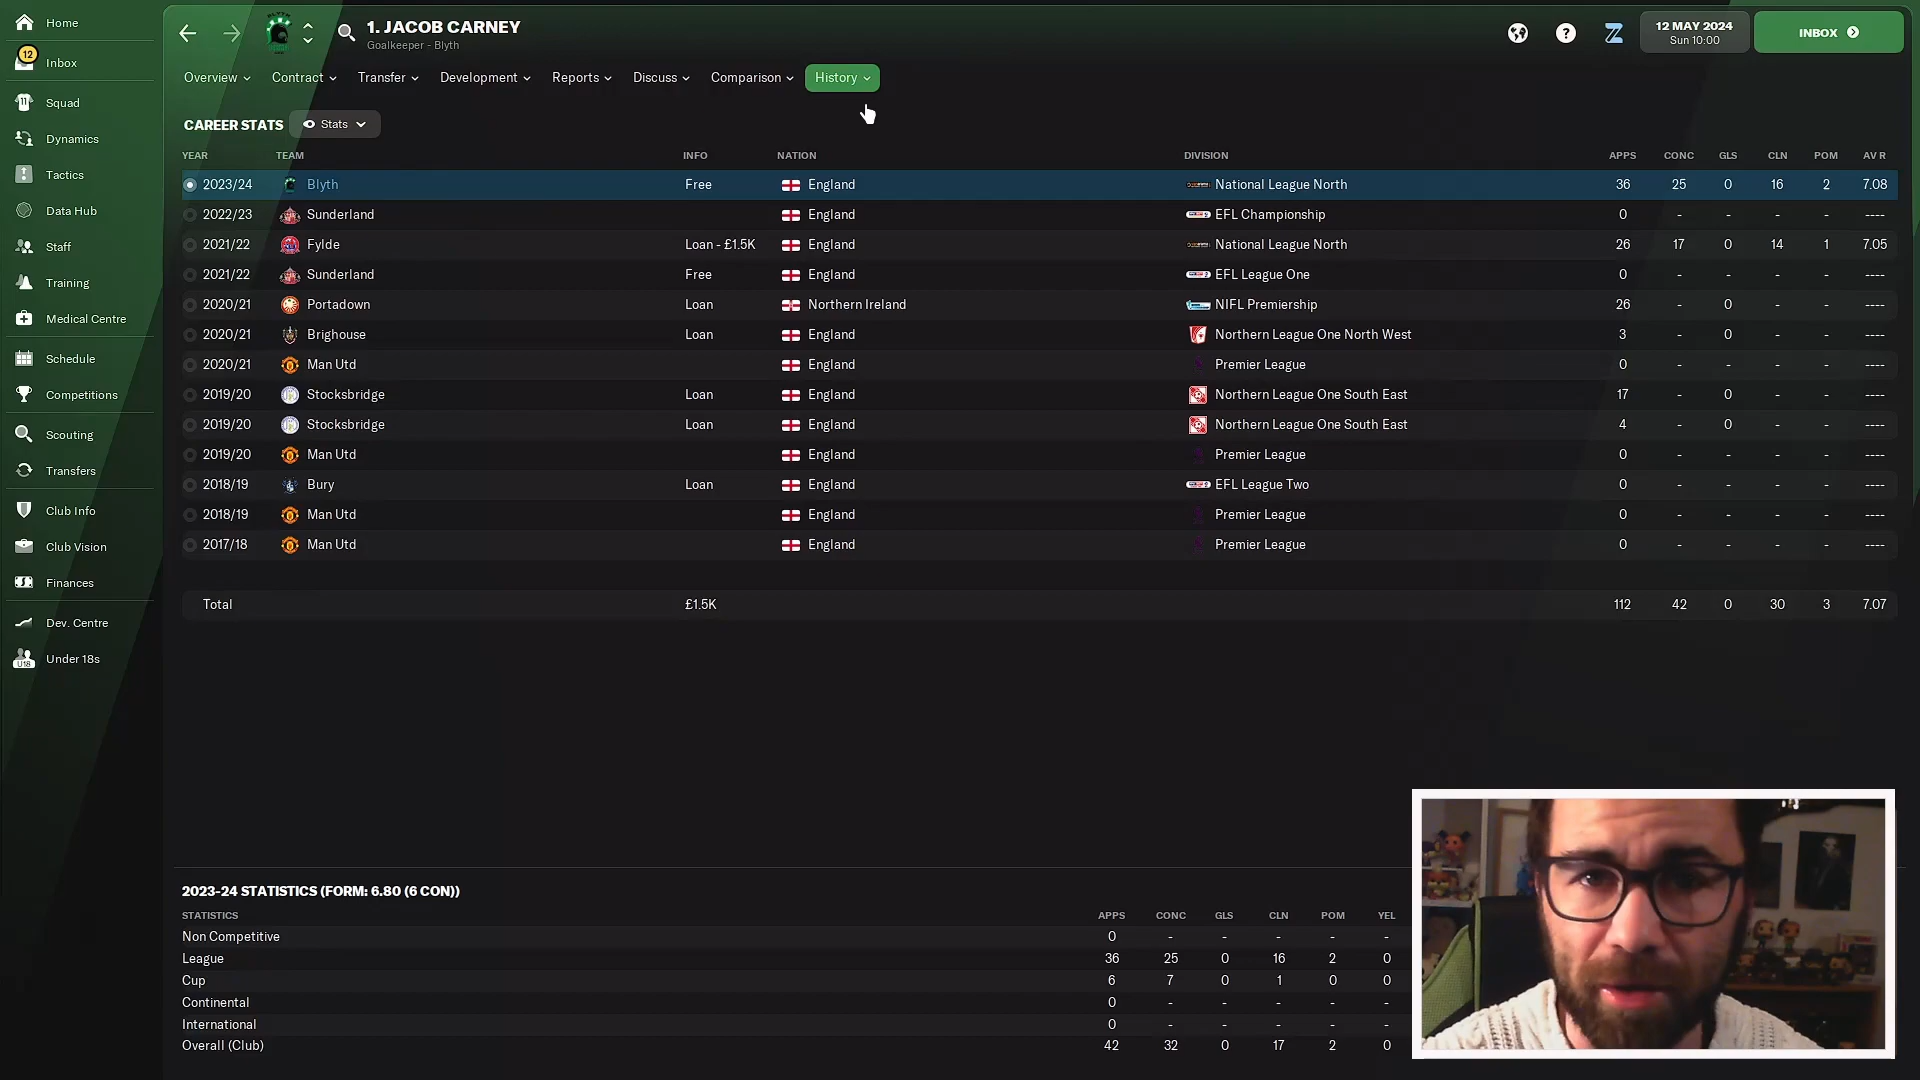 Home
12
Inbox
Squad
Dynamics
Tactics
Data Hub
Staff
Training
Medical Centre
Schedule
Competitions
Scouting
Transfers
Club Info
Club Vision
Finances
Dev. Centre
U18
Under 18s
1. JACOB CARNEY
Goalkeeper - Blyth
12 MAY 2024
Sun 10:00
INBOX
Overview Contract Transfer Development Reports Discuss Comparison History
CAREER STATS Stats
YEAR TEAM INFO NATION DIVISION APPS CONC GLS CLN POM AV R
2023/24 Blyth Free England National League North 36 25 0 16 2 7.08
2022/23 Sunderland England EFL Championship 0 - - - - ----
2021/22 Fylde Loan - £1.5K England National League North 26 17 0 14 1 7.05
2021/22 Sunderland Free England EFL League One 0 - - - - ----
2020/21 Portadown Loan Northern Ireland NIFL Premiership 26 - 0 - - ----
2020/21 Brighouse Loan England Northern League One North West 3 - 0 - - ----
2020/21 Man Utd England Premier League 0 - - - - ----
2019/20 Stocksbridge Loan England Northern League One South East 17 - 0 - - ----
2019/20 Stocksbridge Loan England Northern League One South East 4 - 0 - - ----
2019/20 Man Utd England Premier League 0 - - - - ----
2018/19 Bury Loan England EFL League Two 0 - - - - ----
2018/19 Man Utd England Premier League 0 - - - - ----
2017/18 Man Utd England Premier League 0 - - - - ----
Total £1.5K 112 42 0 30 3 7.07
2023-24 STATISTICS (FORM: 6.80 (6 CON))
STATISTICS APPS CONC GLS CLN POM YEL
Non Competitive 0 - - - - -
League 36 25 0 16 2 0
Cup 6 7 0 1 0 0
Continental 0 - - - - -
International 0 - - - - -
Overall (Club) 42 32 0 17 2 0